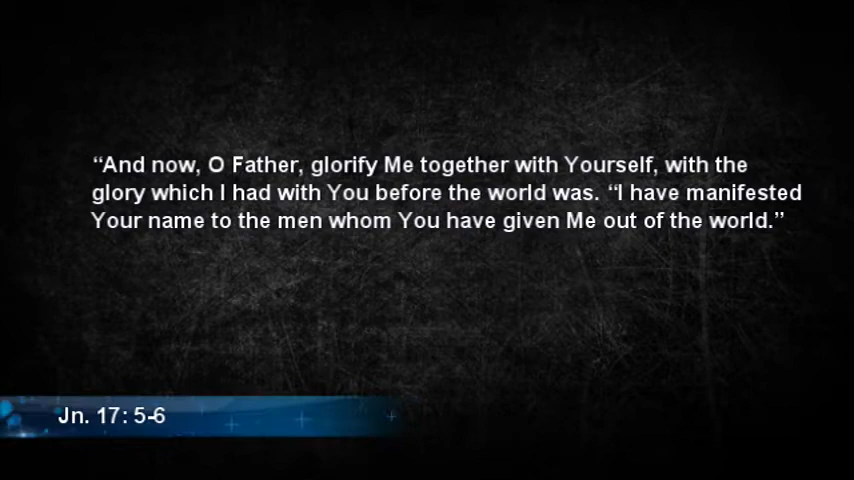 “And now, O Father, glorify Me together with Yourself, with the
glory which I had with You before the world was. “I have manifested
Your name to the men whom You have given Me out of the world.”
Jn. 17: 5-6